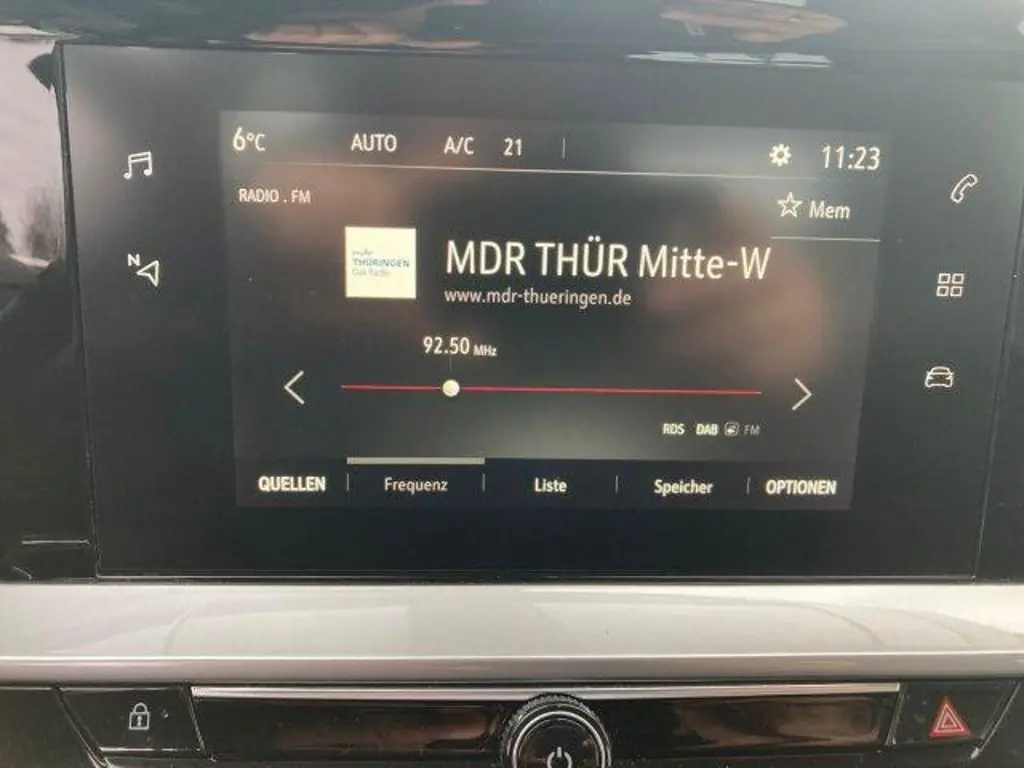 6°C AUTO A/C 21 11:23
RADIO . FM
Mem
mdr
THÜRINGEN
Das Radio
MDR THÜR Mitte-W
www.mdr-thueringen.de
92.50 MHz
N
RDS DAB FM
QUELLEN Frequenz Liste Speicher OPTIONEN